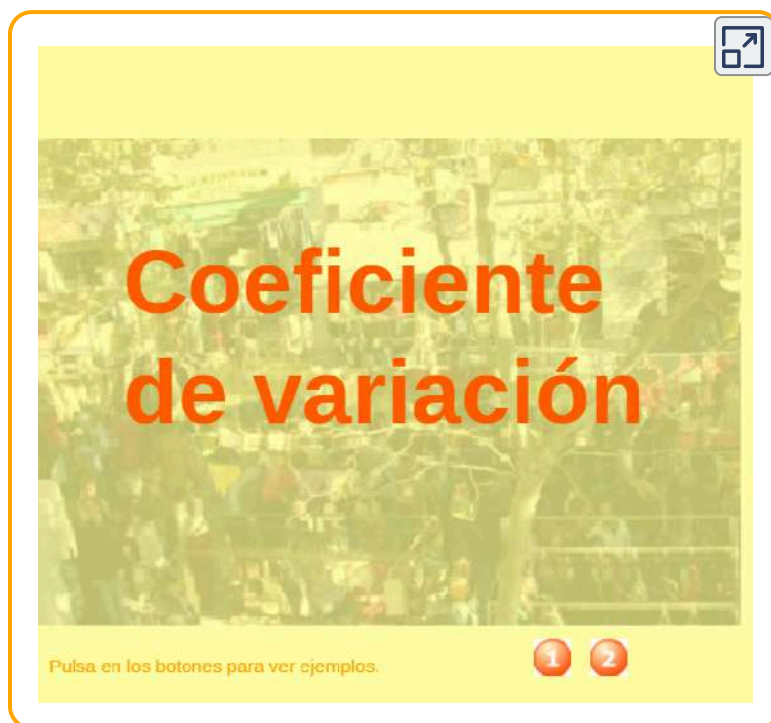 Coeficiente
de variación
Pulsa en los botones para ver ejemplos.
1 2